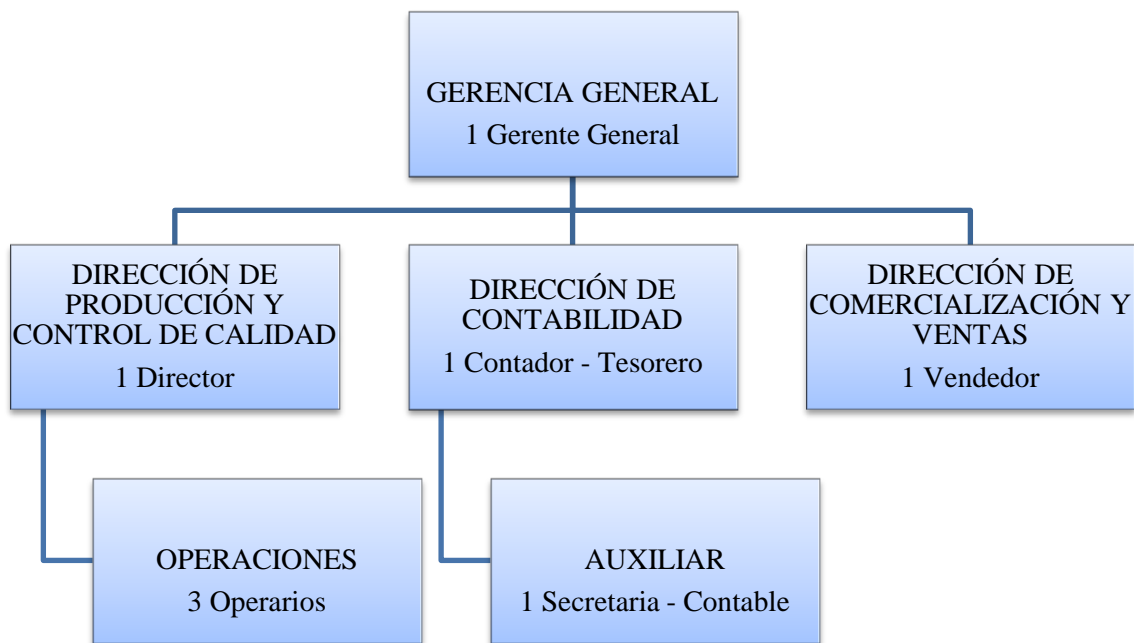 GERENCIA GENERAL
1 Gerente General
DIRECCIÓN DE
PRODUCCIÓN Y
CONTROL DE CALIDAD
1 Director
DIRECCIÓN DE
CONTABILIDAD
1 Contador - Tesorero
DIRECCIÓN DE
COMERCIALIZACIÓN Y
VENTAS
1 Vendedor
OPERACIONES
3 Operarios
AUXILIAR
1 Secretaria - Contable